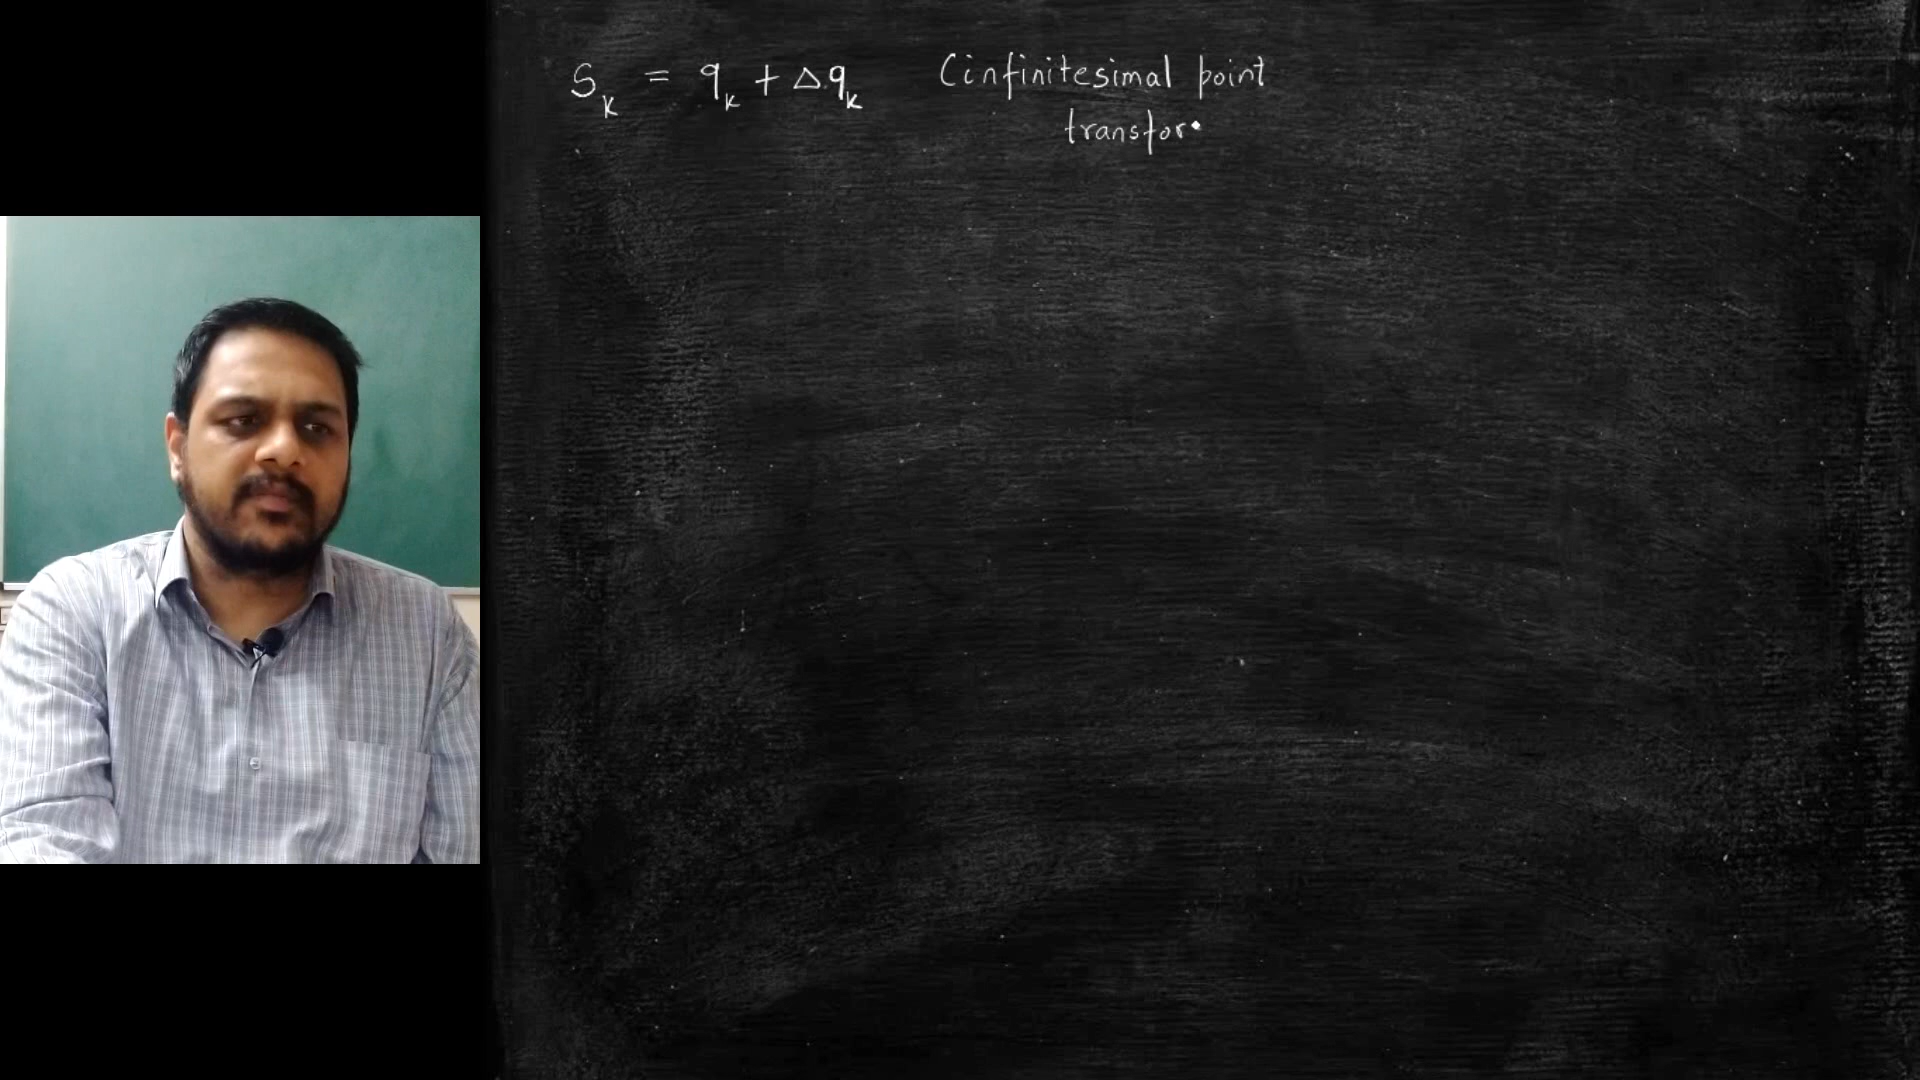 S_k = q_k + Δq_k (infinitesimal point
transfor